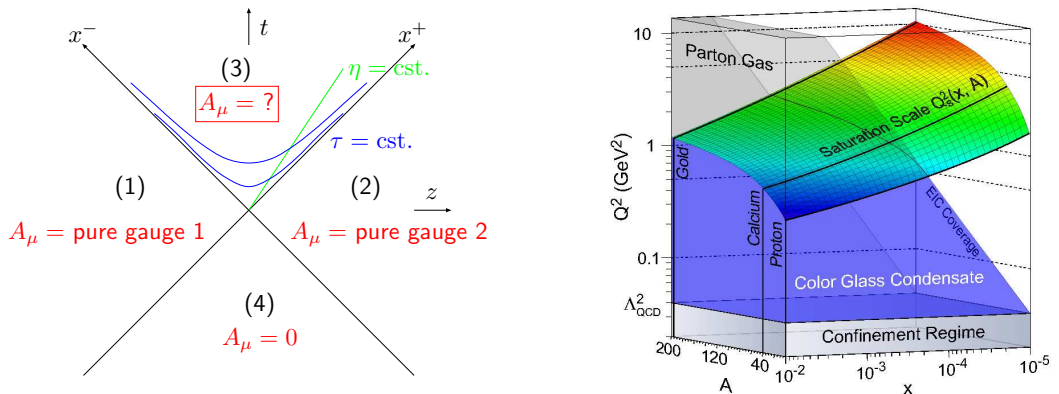 x⁻
t
x⁺
(3)
η = cst.
A_μ = ?
τ = cst.
(1)
(2)
z
A_μ = pure gauge 1
A_μ = pure gauge 2
(4)
A_μ = 0
10
1
0.1
Λ²_QCD
Q² (GeV²)
Parton Gas
Saturation Scale Q²_s(x, A)
Gold
Calcium
Proton
EIC Coverage
Color Glass Condensate
Confinement Regime
200
120
40
A
10⁻²
10⁻³
10⁻⁴
10⁻⁵
x